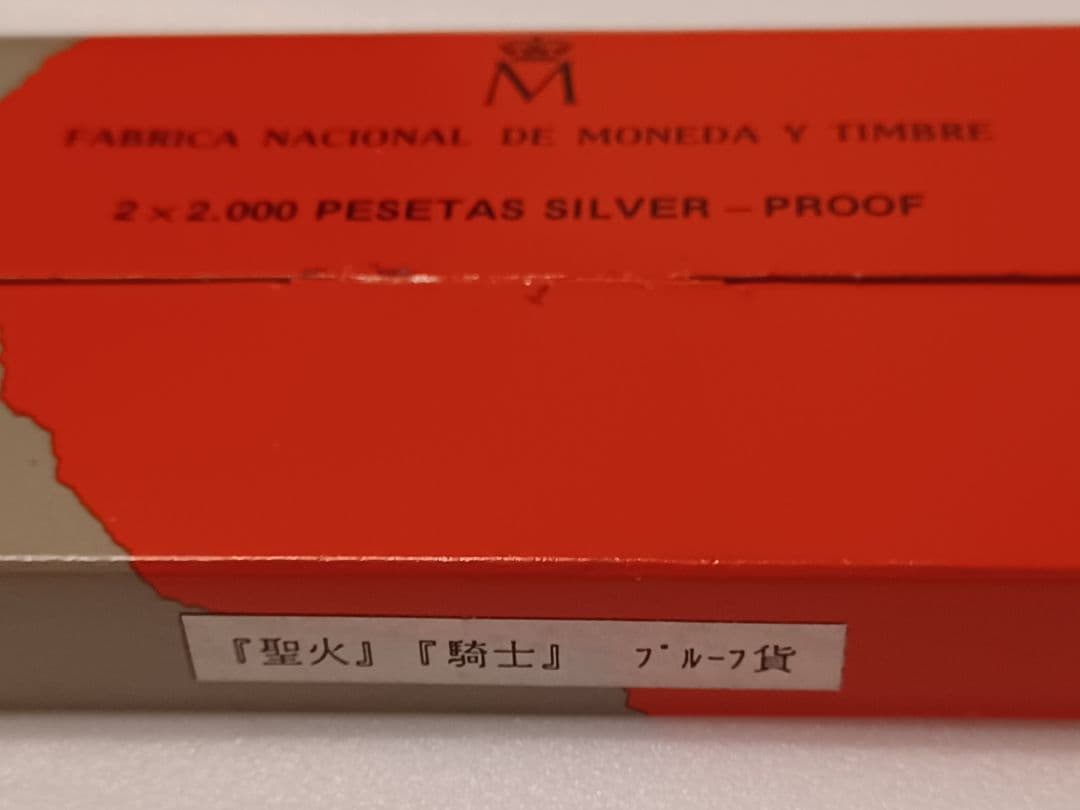 M
FABRICA NACIONAL DE MONEDA Y TIMBRE
2 x 2.000 PESETAS SILVER – PROOF
『聖火』『騎士』 プルーフ貨